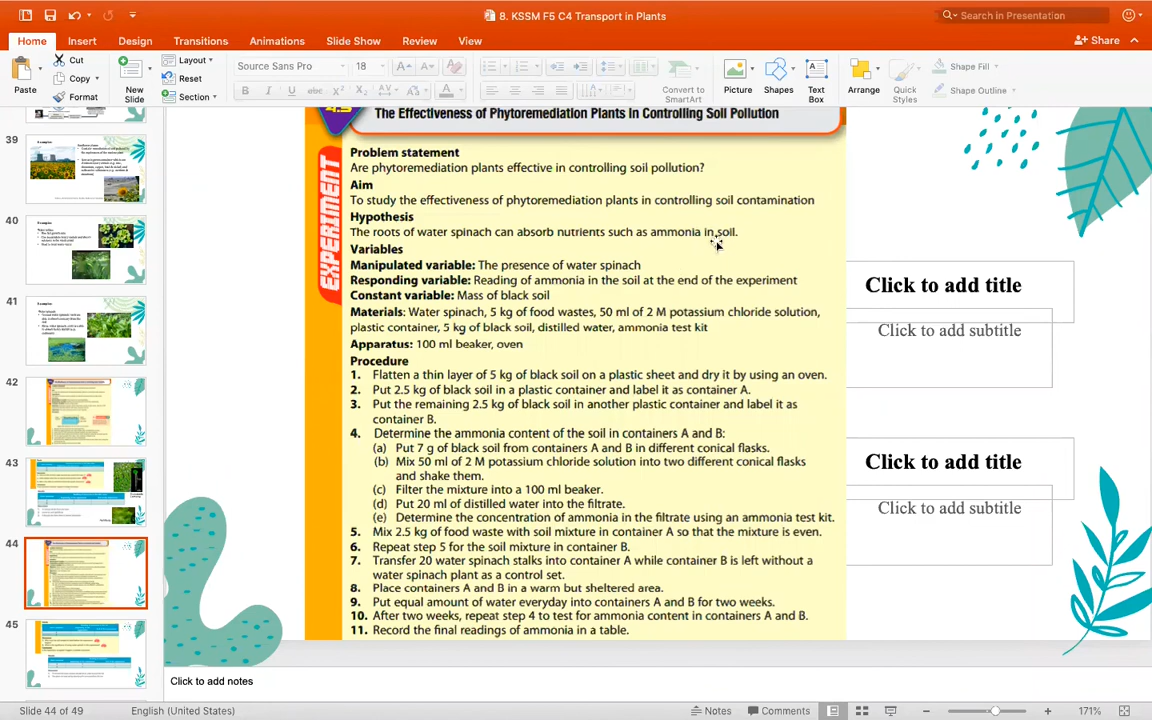 8. KSSM F5 C4 Transport in Plants
Search in Presentation
Home Insert Design Transitions Animations Slide Show Review View
Share
Paste
Cut
Copy
Format
New Slide
Layout
Reset
Section
Source Sans Pro 18
Convert to SmartArt
Picture
Shapes
Text Box
Arrange
Quick Styles
Shape Fill
Shape Outline
39
40
41
42
43
44
45
EXPERIMENT
The Effectiveness of Phytoremediation Plants in Controlling Soil Pollution
Problem statement
Are phytoremediation plants effective in controlling soil pollution?
Aim
To study the effectiveness of phytoremediation plants in controlling soil contamination
Hypothesis
The roots of water spinach can absorb nutrients such as ammonia in soil.
Variables
Manipulated variable: The presence of water spinach
Responding variable: Reading of ammonia in the soil at the end of the experiment
Constant variable: Mass of black soil
Materials: Water spinach, 5 kg of food wastes, 50 ml of 2 M potassium chloride solution,
plastic container, 5 kg of black soil, distilled water, ammonia test kit
Apparatus: 100 ml beaker, oven
Procedure
1. Flatten a thin layer of 5 kg of black soil on a plastic sheet and dry it by using an oven.
2. Put 2.5 kg of black soil in a plastic container and label it as container A.
3. Put the remaining 2.5 kg of black soil in another plastic container and label it as
container B.
4. Determine the ammonia content of the soil in containers A and B:
(a) Put 7 g of black soil from containers A and B in different conical flasks.
(b) Mix 50 ml of 2 M potassium chloride solution into two different conical flasks
and shake them.
(c) Filter the mixture into a 100 ml beaker.
(d) Put 20 ml of distilled water into the filtrate.
(e) Determine the concentration of ammonia in the filtrate using an ammonia test kit.
5. Mix 2.5 kg of food waste with soil mixture in container A so that the mixture is even.
6. Repeat step 5 for the soil mixture in container B.
7. Transfer 20 water spinach stalks into container A while container B is left without a
water spinach plant as a control set.
8. Place containers A and B in a warm but sheltered area.
9. Put equal amount of water everyday into containers A and B for two weeks.
10. After two weeks, repeat step 4 to test for ammonia content in containers A and B.
11. Record the final readings of ammonia in a table.
Click to add title
Click to add subtitle
Click to add title
Click to add subtitle
Click to add notes
Slide 44 of 49
English (United States)
Notes
Comments
171%